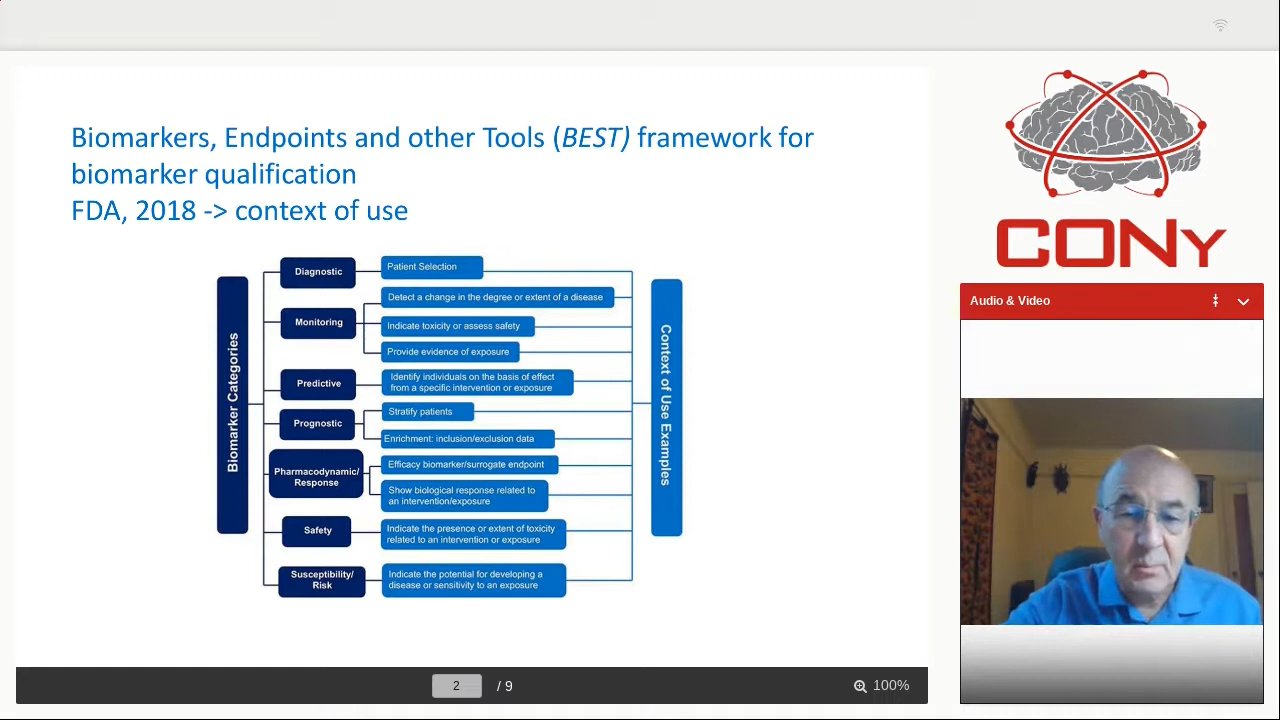 Biomarkers, Endpoints and other Tools (BEST) framework for
biomarker qualification
FDA, 2018 -> context of use
Biomarker Categories
Diagnostic
Patient Selection
Monitoring
Detect a change in the degree or extent of a disease
Indicate toxicity or assess safety
Provide evidence of exposure
Predictive
Identify individuals on the basis of effect
from a specific intervention or exposure
Prognostic
Stratify patients
Enrichment: inclusion/exclusion data
Pharmacodynamic/
Response
Efficacy biomarker/surrogate endpoint
Show biological response related to
an intervention/exposure
Safety
Indicate the presence or extent of toxicity
related to an intervention or exposure
Susceptibility/
Risk
Indicate the potential for developing a
disease or sensitivity to an exposure
Context of Use Examples
2 / 9
100%
CONy
Audio & Video